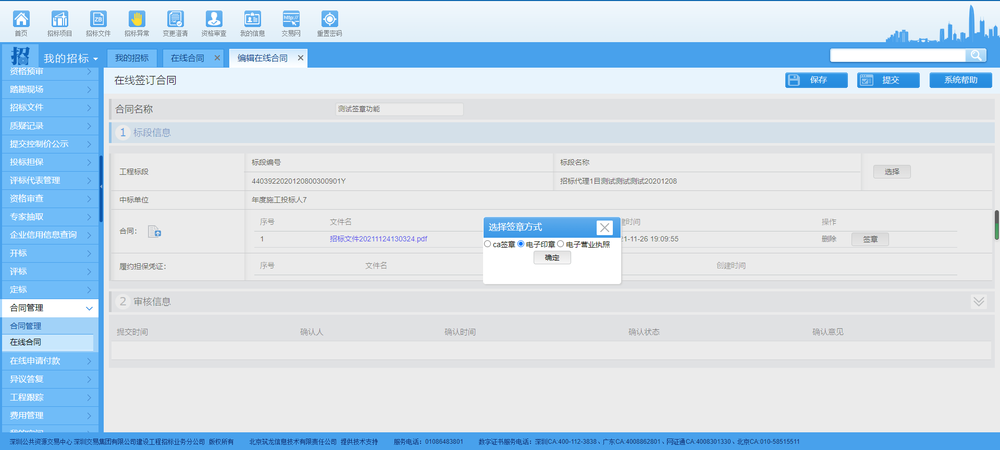 首页 招标项目 招标文件 招标异常 变更澄清 资格审查 我的信息 交易网 重置密码
ZB http://
招 我的招标 我的招标 在线合同 编辑在线合同
在线签订合同 保存 提交 系统帮助
资格预审
踏勘现场
招标文件
质疑记录
提交控制价公示
投标担保
评标代表管理
资格审查
专家抽取
企业信用信息查询
开标
评标
定标
合同管理
合同管理
在线合同
在线申请付款
异议答复
工程跟踪
费用管理
合同名称 测试签章功能
1 标段信息
工程标段 标段编号 标段名称 选择
4403922020120800300901Y 招标代理1目测试测试测试20201208
中标单位 年度施工投标人7
合同： 序号 文件名 建时间 操作
1 招标文件20211124130324.pdf 21-11-26 19:09:55 删除 签章
履约担保凭证： 序号 文件名 创建时间
选择签章方式
ca签章 电子印章 电子营业执照
确定
2 审核信息
提交时间 确认人 确认时间 确认状态 确认意见
深圳公共资源交易中心 深圳交易集团有限公司建设工程招标业务分公司 版权所有 北京筑龙信息技术有限责任公司 提供技术支持 服务电话：01086483801 数字证书服务电话：深圳CA:400-112-3838、广东CA:4008862801、网证通CA:4008301330、北京CA:010-58515511